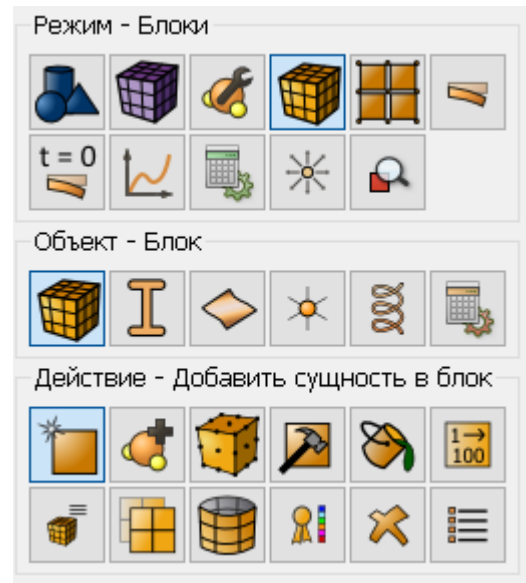 Режим - Блоки
t = 0
Объект - Блок
Действие - Добавить сущность в блок
1→
100